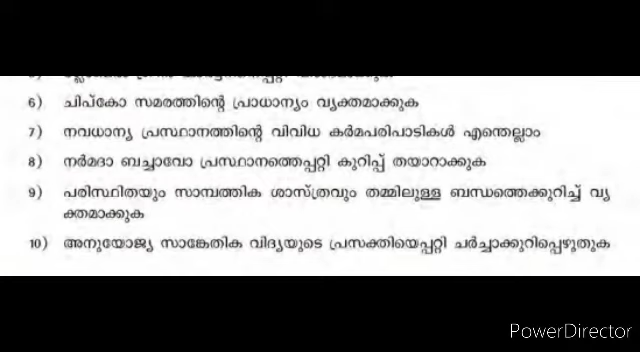 6) ചിപ്കോ സമരത്തിന്റെ പ്രാധാന്യം വ്യക്തമാക്കുക
7) നവധാന്യ പ്രസ്ഥാനത്തിന്റെ വിവിധ കർമപരിപാടികൾ എന്തെല്ലാം
8) നർമദാ ബച്ചാവോ പ്രസ്ഥാനത്തെപ്പറ്റി കുറിപ്പ് തയാറാക്കുക
9) പരിസ്ഥിതയും സാമ്പത്തിക ശാസ്ത്രവും തമ്മിലുള്ള ബന്ധത്തെക്കുറിച്ച് വ്യ
ക്തമാക്കുക
10) അനുയോജ്യ സാങ്കേതിക വിദ്യയുടെ പ്രസക്തിയെപ്പറ്റി ചർച്ചാക്കുറിപ്പെഴുതുക
PowerDirector